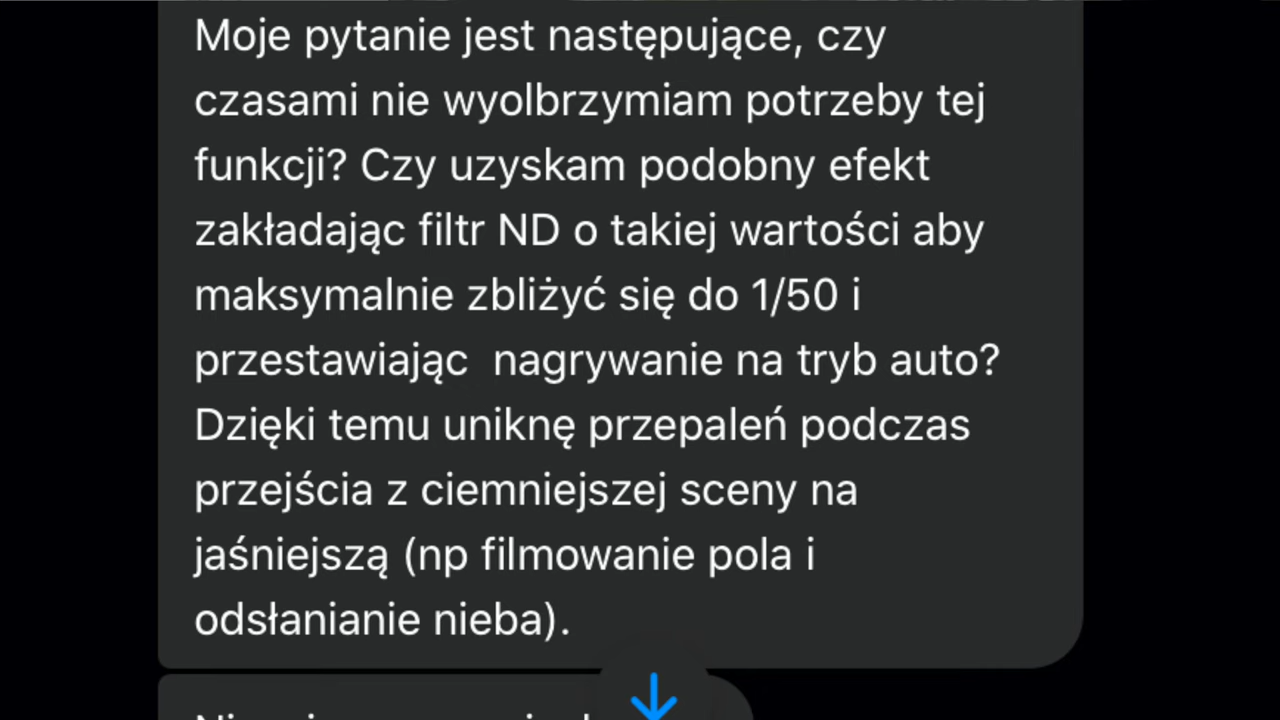 Moje pytanie jest następujące, czy
czasami nie wyolbrzymiam potrzeby tej
funkcji? Czy uzyskam podobny efekt
zakładając filtr ND o takiej wartości aby
maksymalnie zbliżyć się do 1/50 i
przestawiając  nagrywanie na tryb auto?
Dzięki temu uniknę przepaleń podczas
przejścia z ciemniejszej sceny na
jaśniejszą (np filmowanie pola i
odsłanianie nieba).